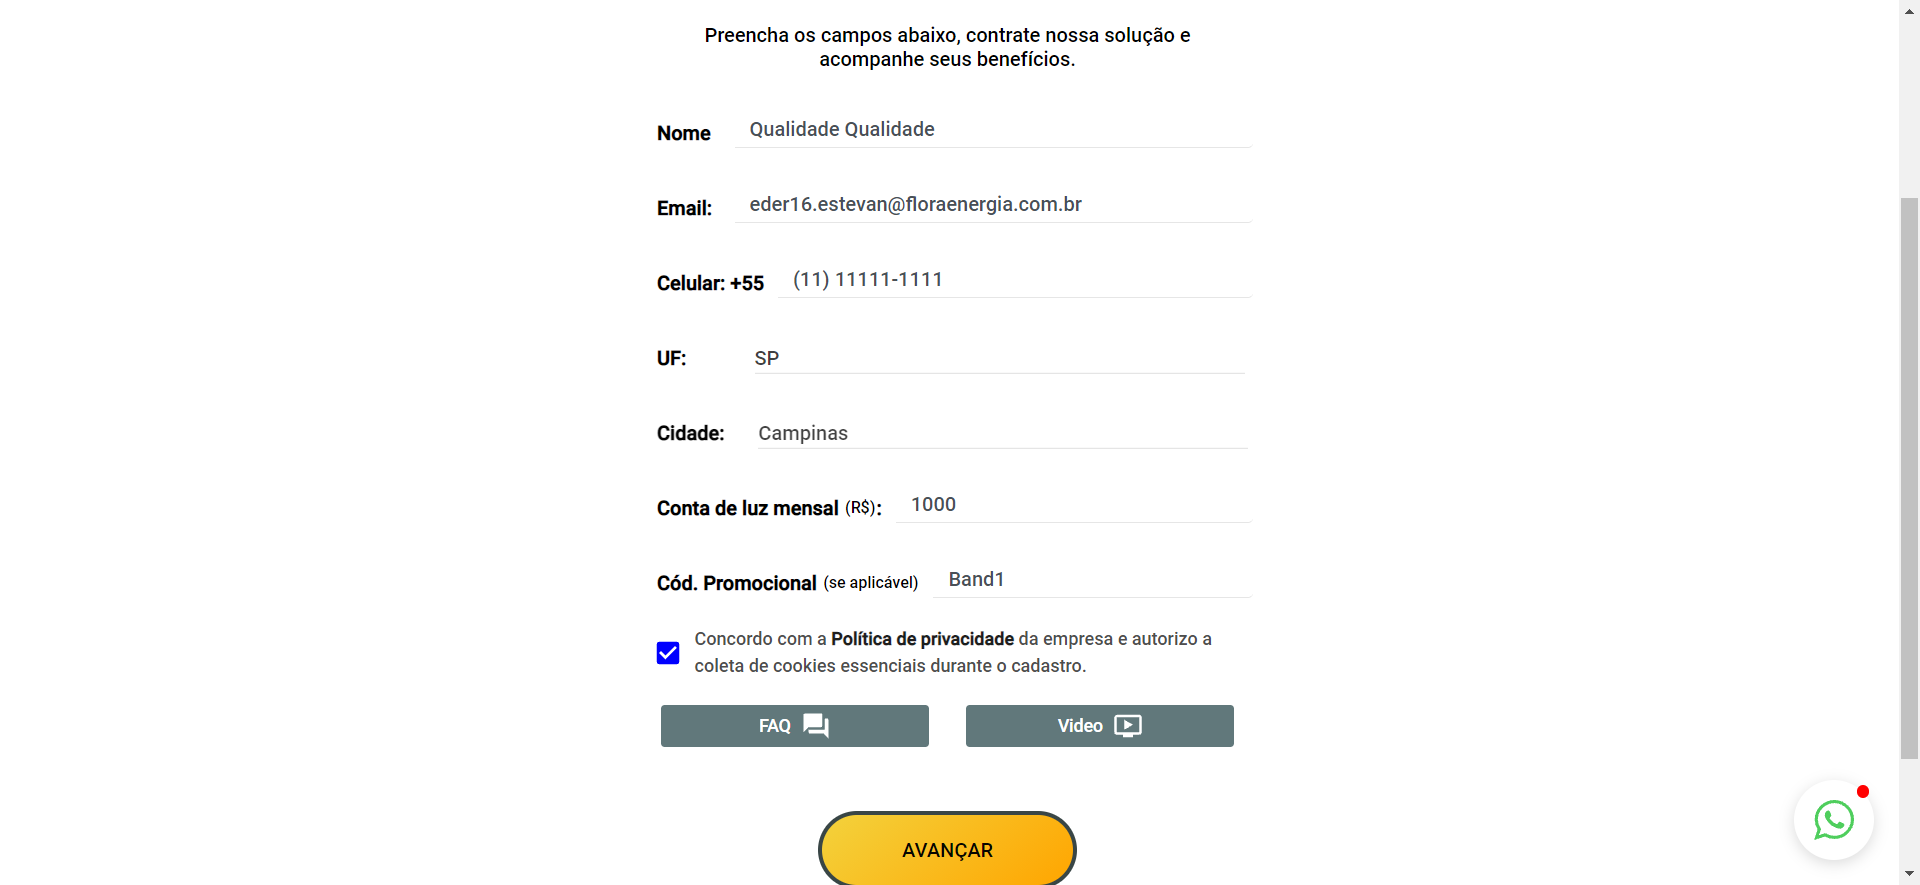 Preencha os campos abaixo, contrate nossa solução e
acompanhe seus benefícios.
Nome Qualidade Qualidade
Email: eder16.estevan@floraenergia.com.br
Celular: +55 (11) 11111-1111
UF: SP
Cidade: Campinas
Conta de luz mensal (R$): 1000
Cód. Promocional (se aplicável) Band1
Concordo com a Política de privacidade da empresa e autorizo a
coleta de cookies essenciais durante o cadastro.
FAQ Video
AVANÇAR